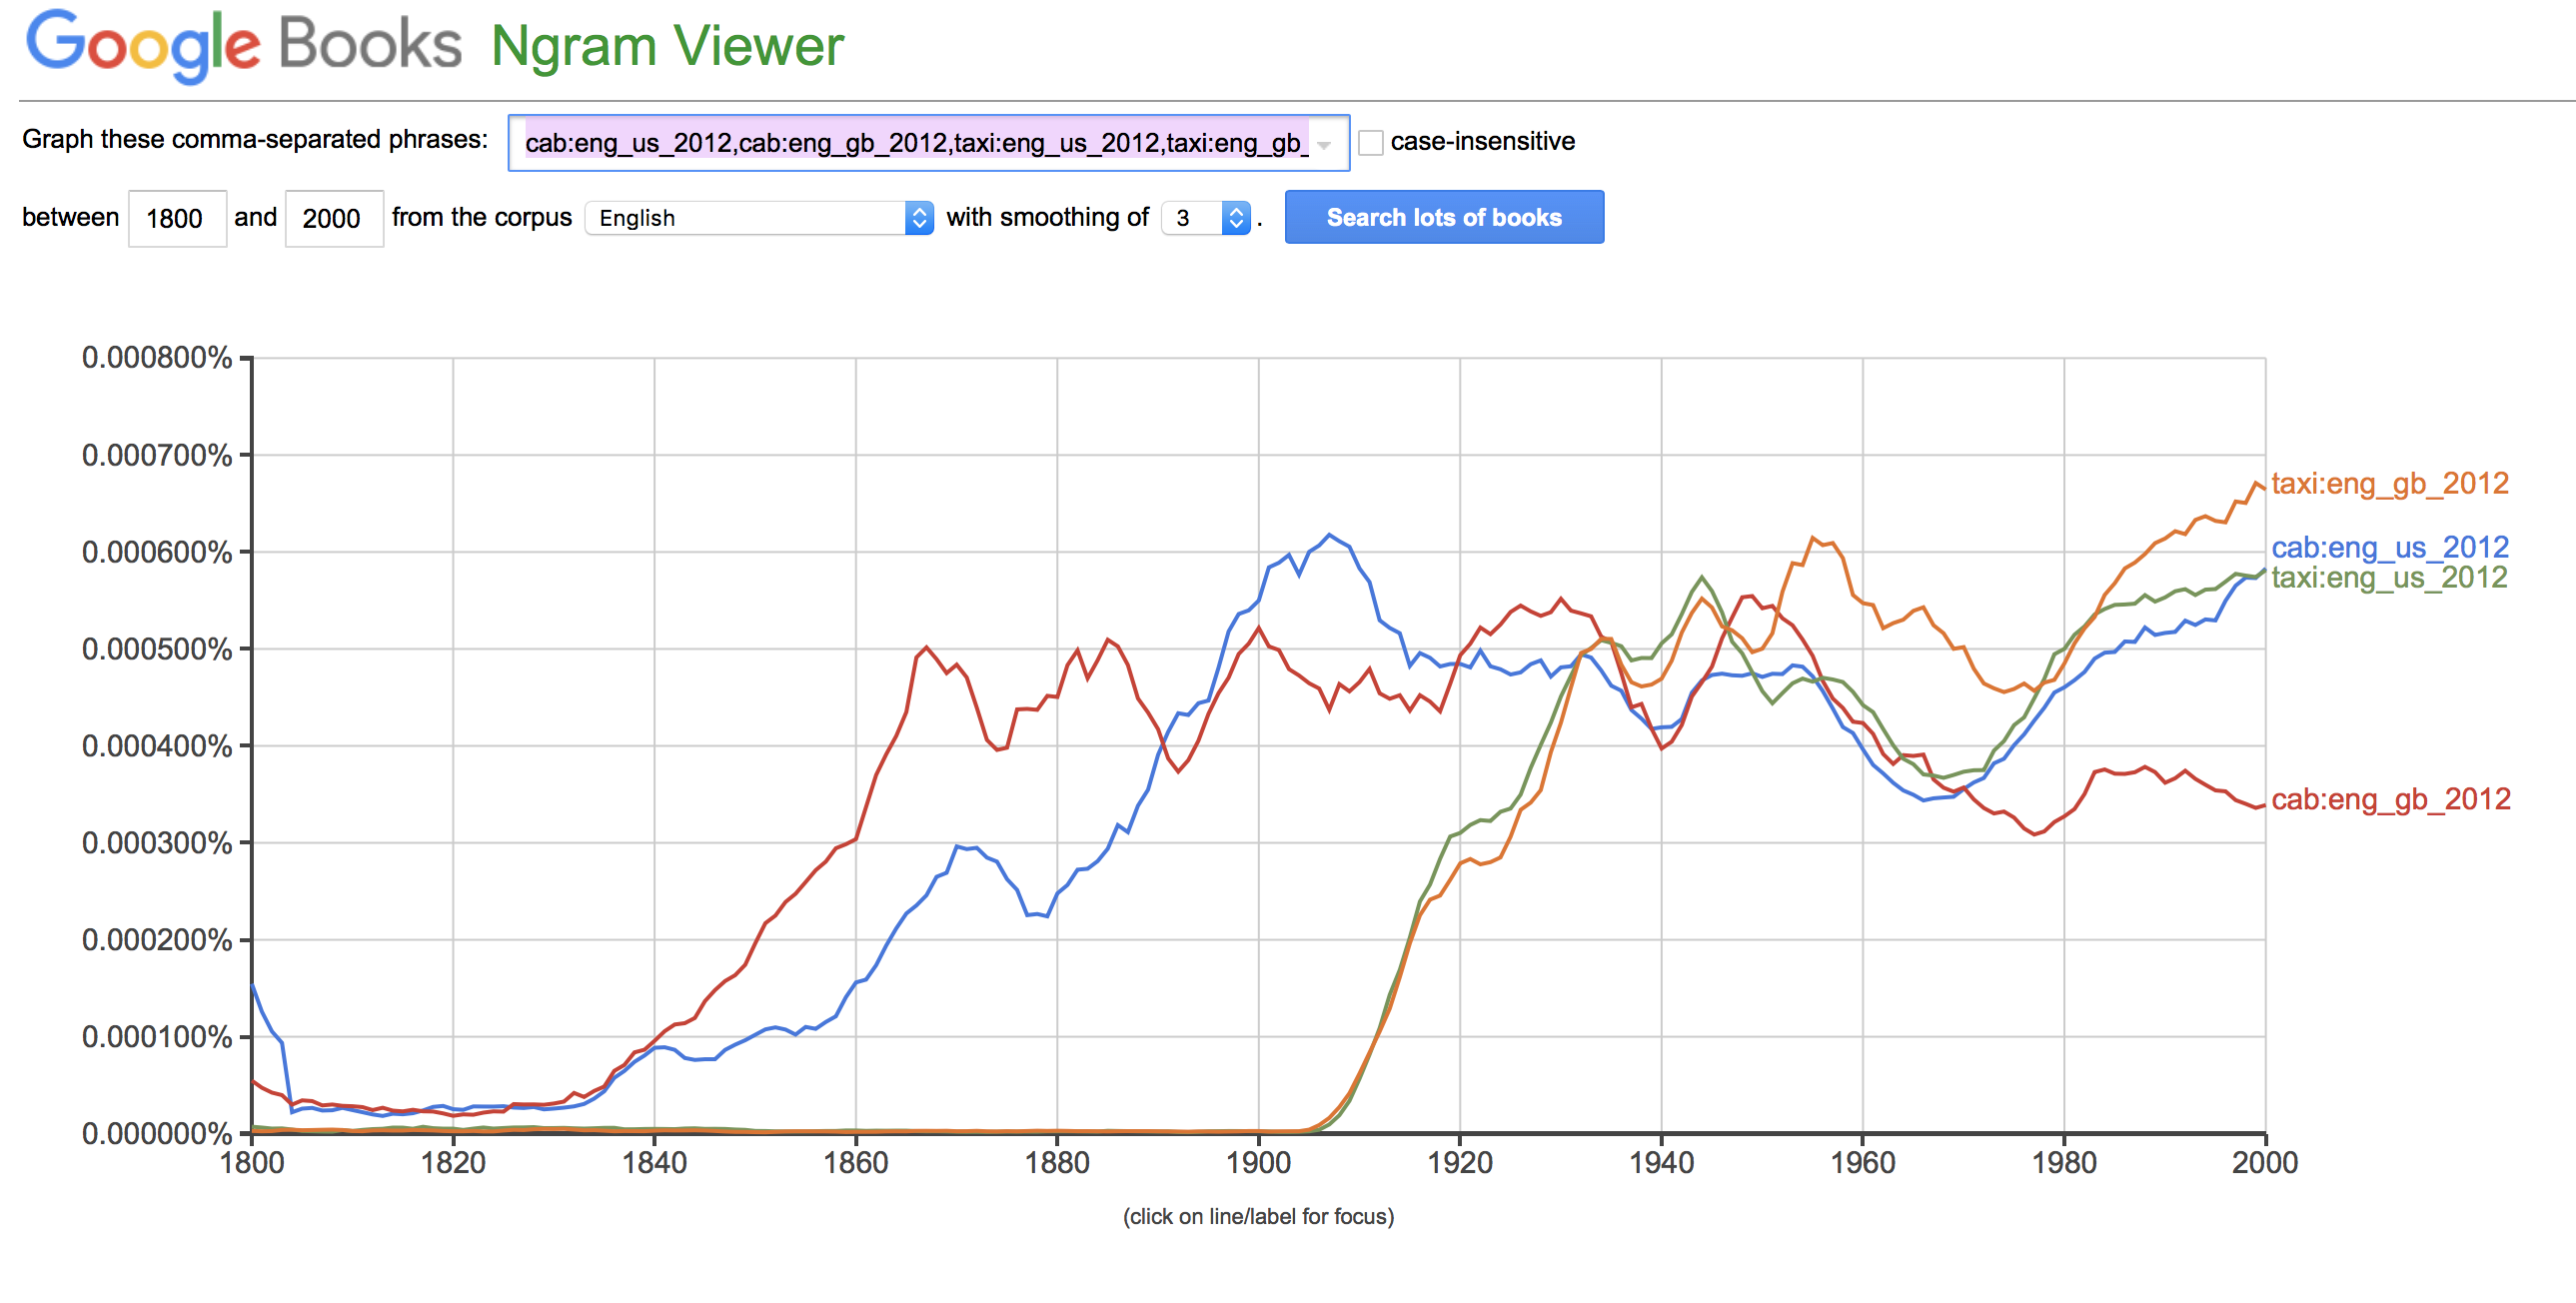 Google Books Ngram Viewer
Graph these comma-separated phrases: cab:eng_us_2012,cab:eng_gb_2012,taxi:eng_us_2012,taxi:eng_gb_ case-insensitive
between 1800 and 2000 from the corpus English with smoothing of 3 . Search lots of books
0.000800%
0.000700%
taxi:eng_gb_2012
0.000600%
cab:eng_us_2012
taxi:eng_us_2012
0.000500%
0.000400%
cab:eng_gb_2012
0.000300%
0.000200%
0.000100%
0.000000%
1800 1820 1840 1860 1880 1900 1920 1940 1960 1980 2000
(click on line/label for focus)